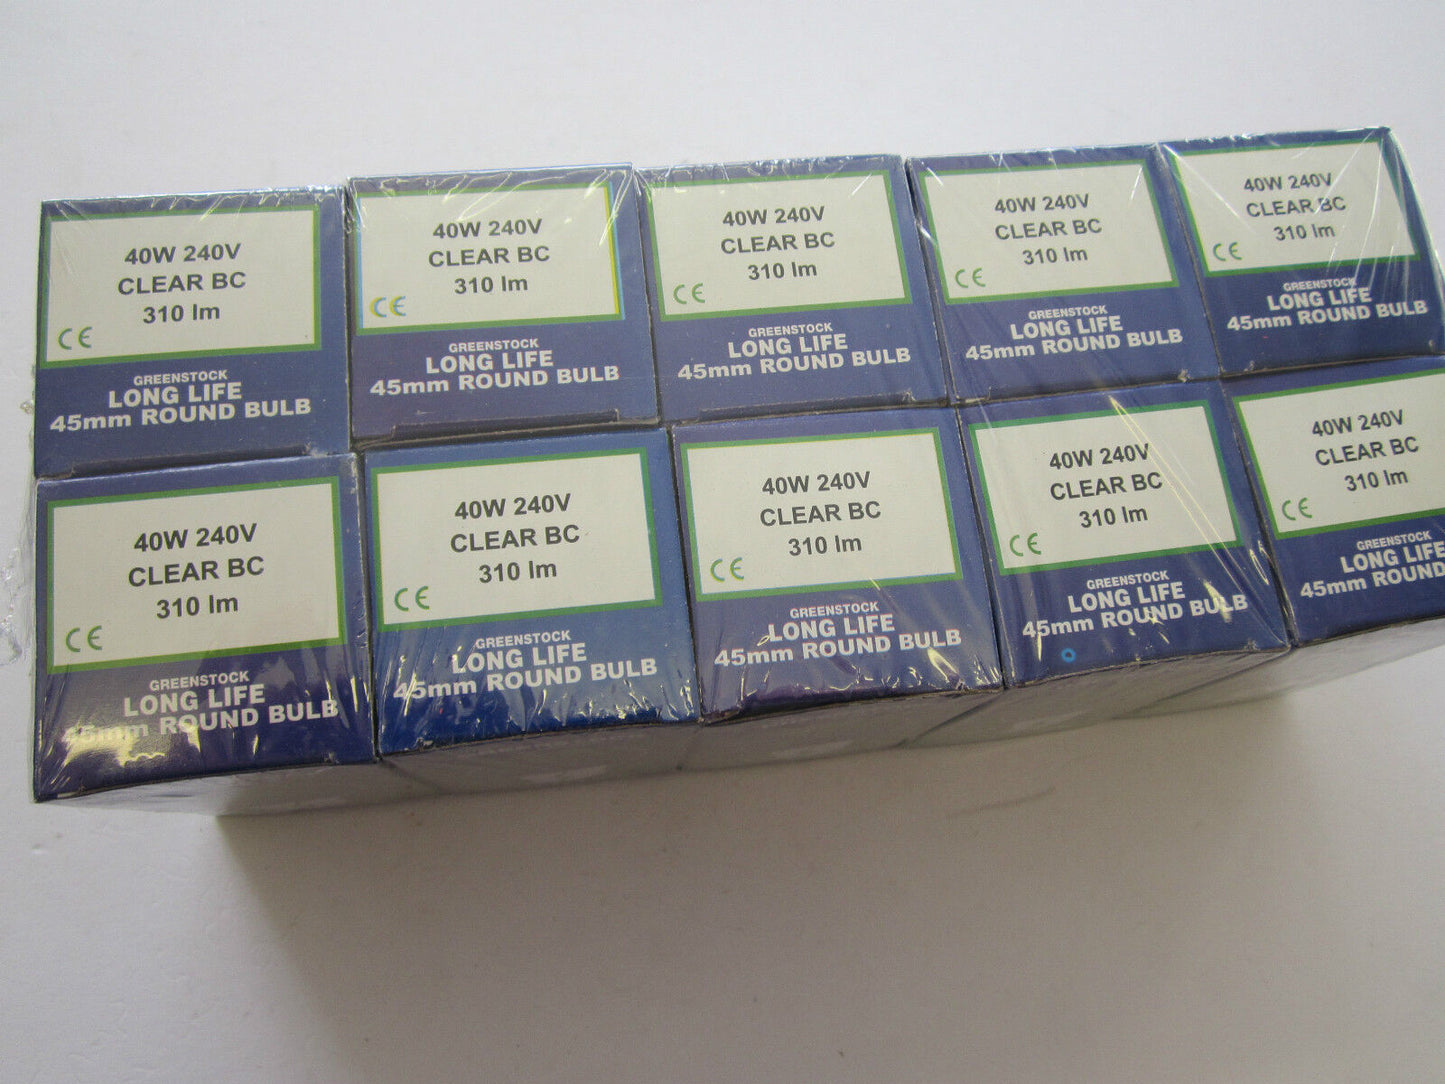 40W 240V
CLEAR BC
310 lm
CE
GREENSTOCK
LONG LIFE
45mm ROUND BULB
40W 240V
CLEAR BC
310 lm
CE
GREENSTOCK
LONG LIFE
45mm ROUND BULB
40W 240V
CLEAR BC
310 lm
CE
GREENSTOCK
LONG LIFE
45mm ROUND BULB
40W 240V
CLEAR BC
310 lm
CE
GREENSTOCK
LONG LIFE
45mm ROUND BULB
40W 240V
CLEAR BC
310 lm
CE
GREENSTOCK
LONG LIFE
45mm ROUND BULB
40W 240V
CLEAR BC
310 lm
CE
GREENSTOCK
LONG LIFE
45mm ROUND BULB
40W 240V
CLEAR BC
310 lm
CE
GREENSTOCK
LONG LIFE
45mm ROUND BULB
40W 240V
CLEAR BC
310 lm
CE
GREENSTOCK
LONG LIFE
45mm ROUND BULB
40W 240V
CLEAR BC
310 lm
CE
GREENSTOCK
LONG LIFE
45mm ROUND BULB
40W 240V
CLEAR BC
310 lm
CE
GREENSTOCK
LONG LIFE
45mm ROUND